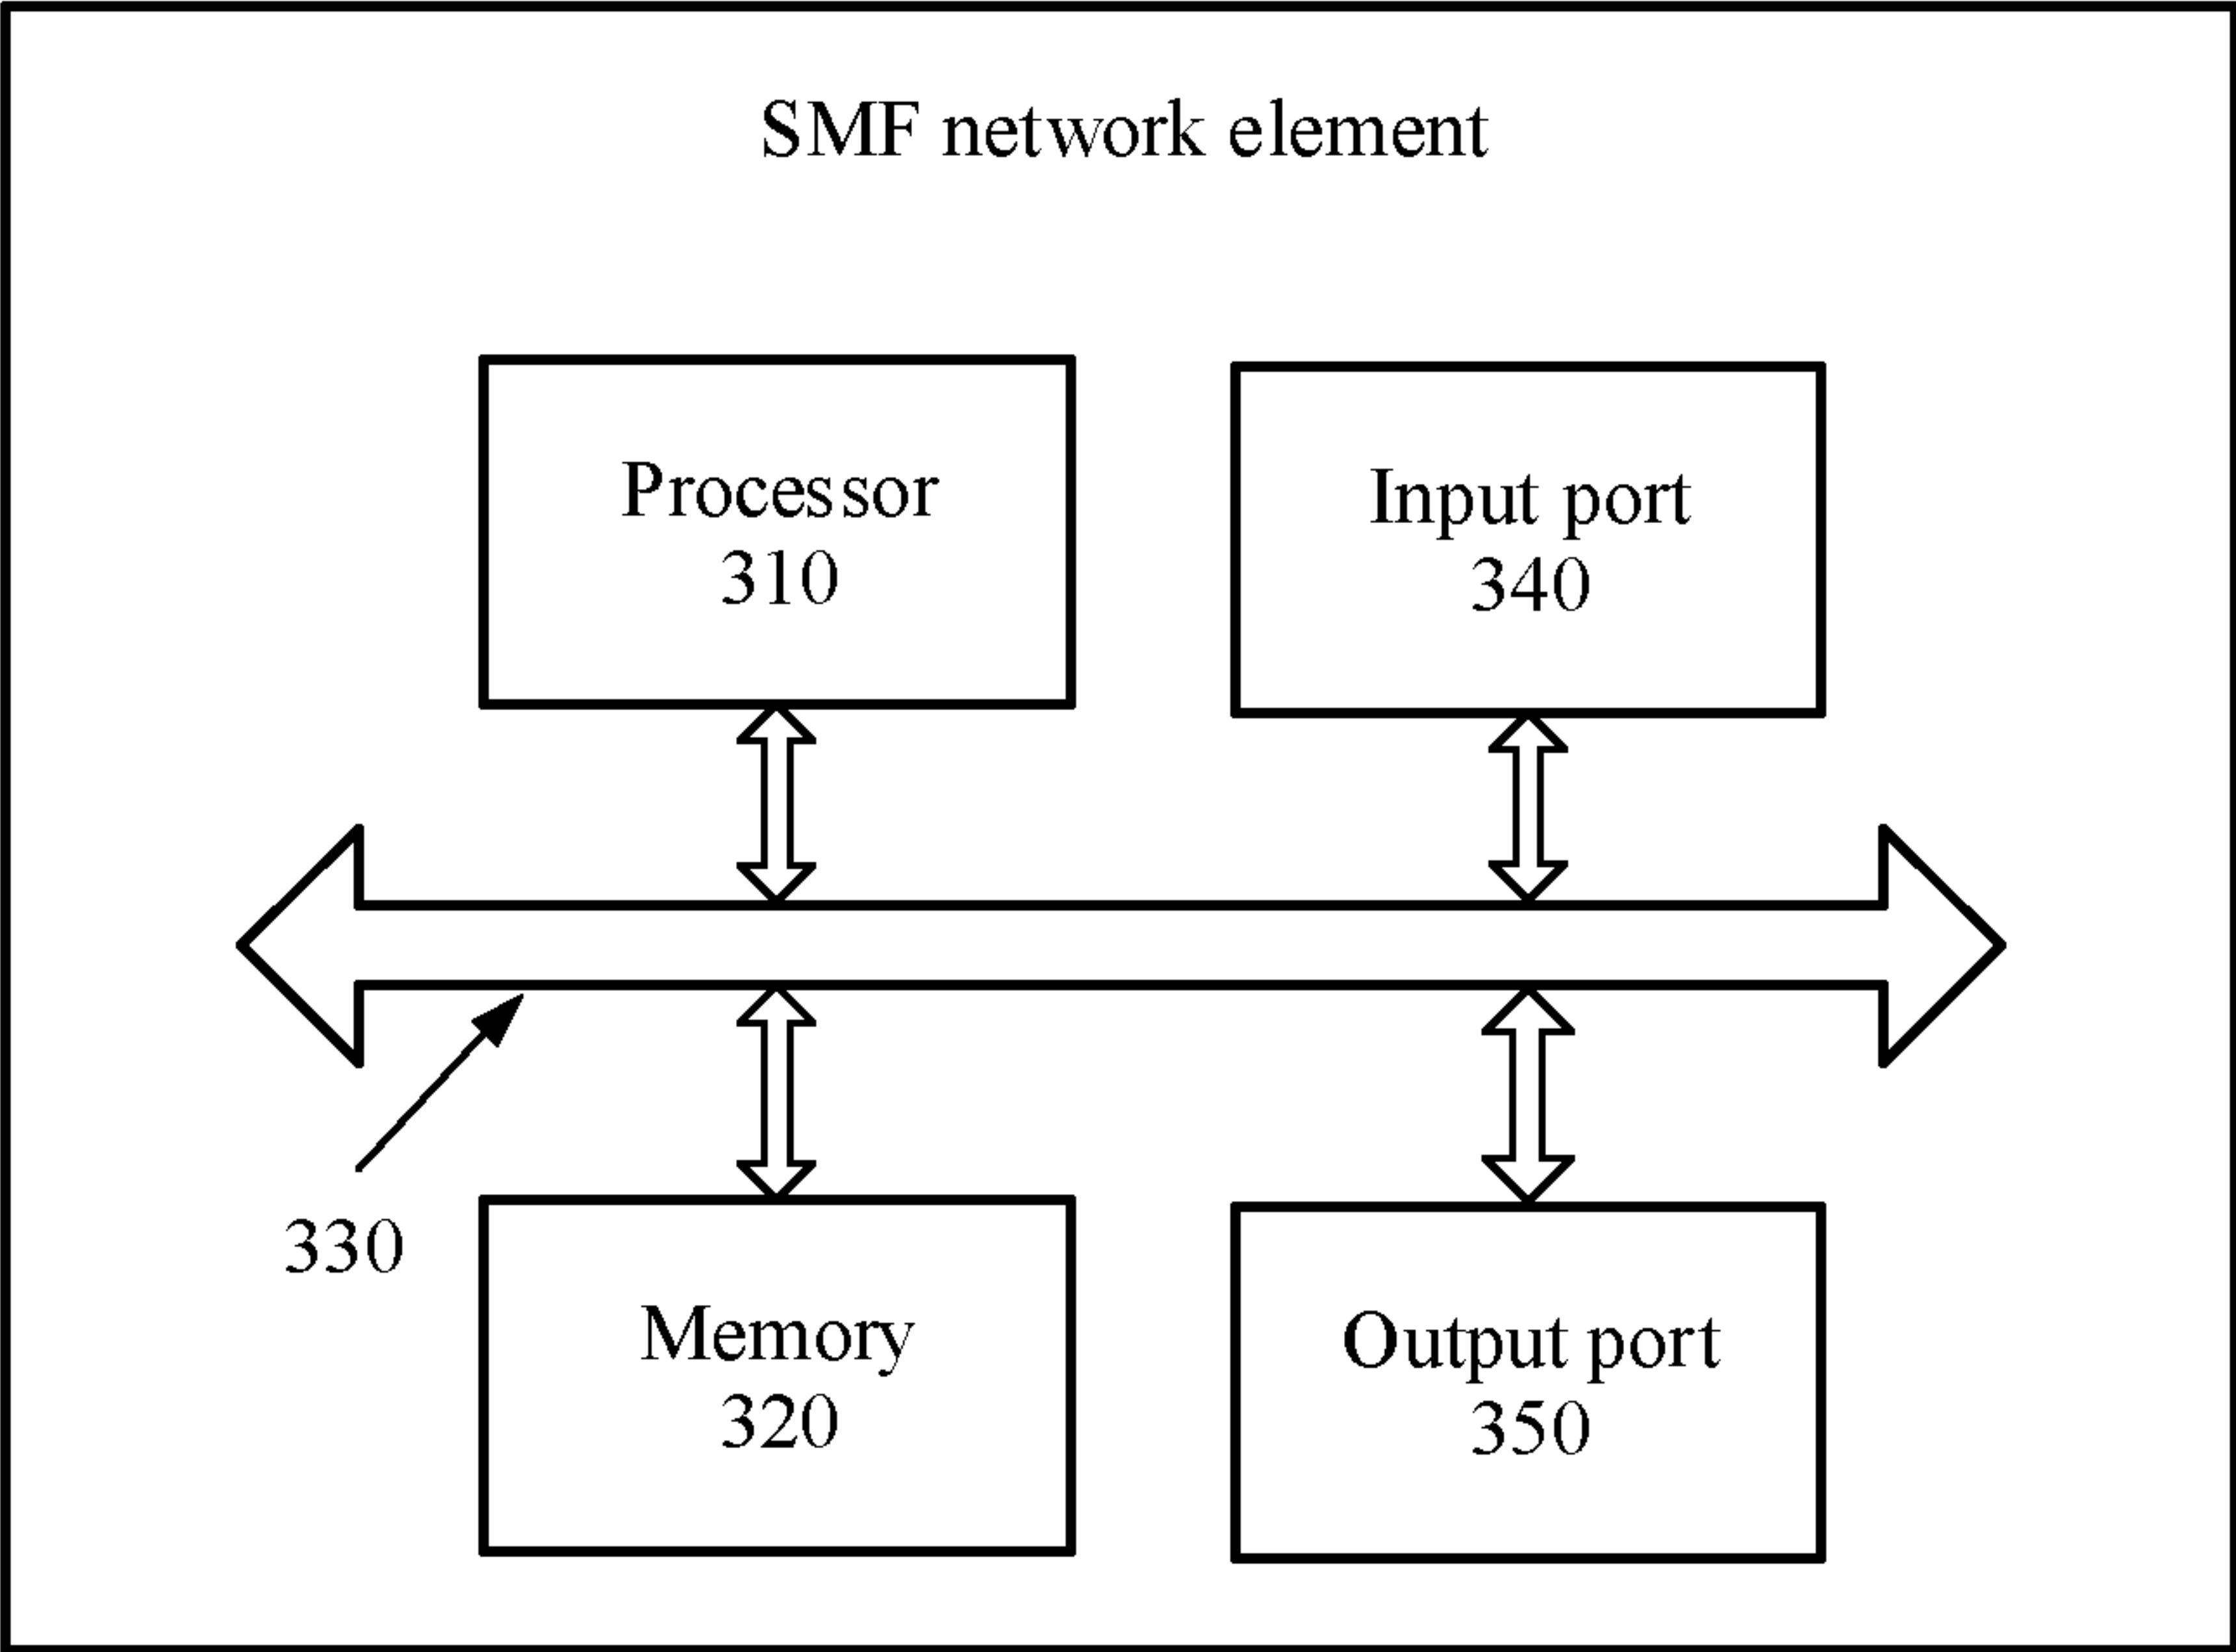 SMF network element
Processor
310
Input port
340
330
Memory
320
Output port
350